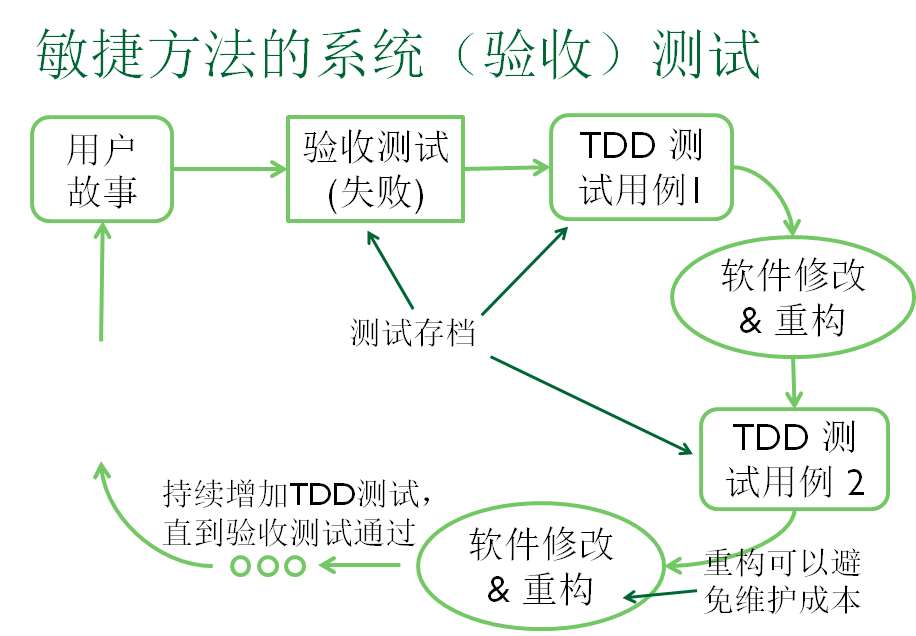 敏捷方法的系统（验收）测试
用户
故事
验收测试
(失败)
TDD 测
试用例1
软件修改
& 重构
测试存档
TDD 测
试用例 2
持续增加TDD测试，
直到验收测试通过
软件修改
& 重构
重构可以避
免维护成本